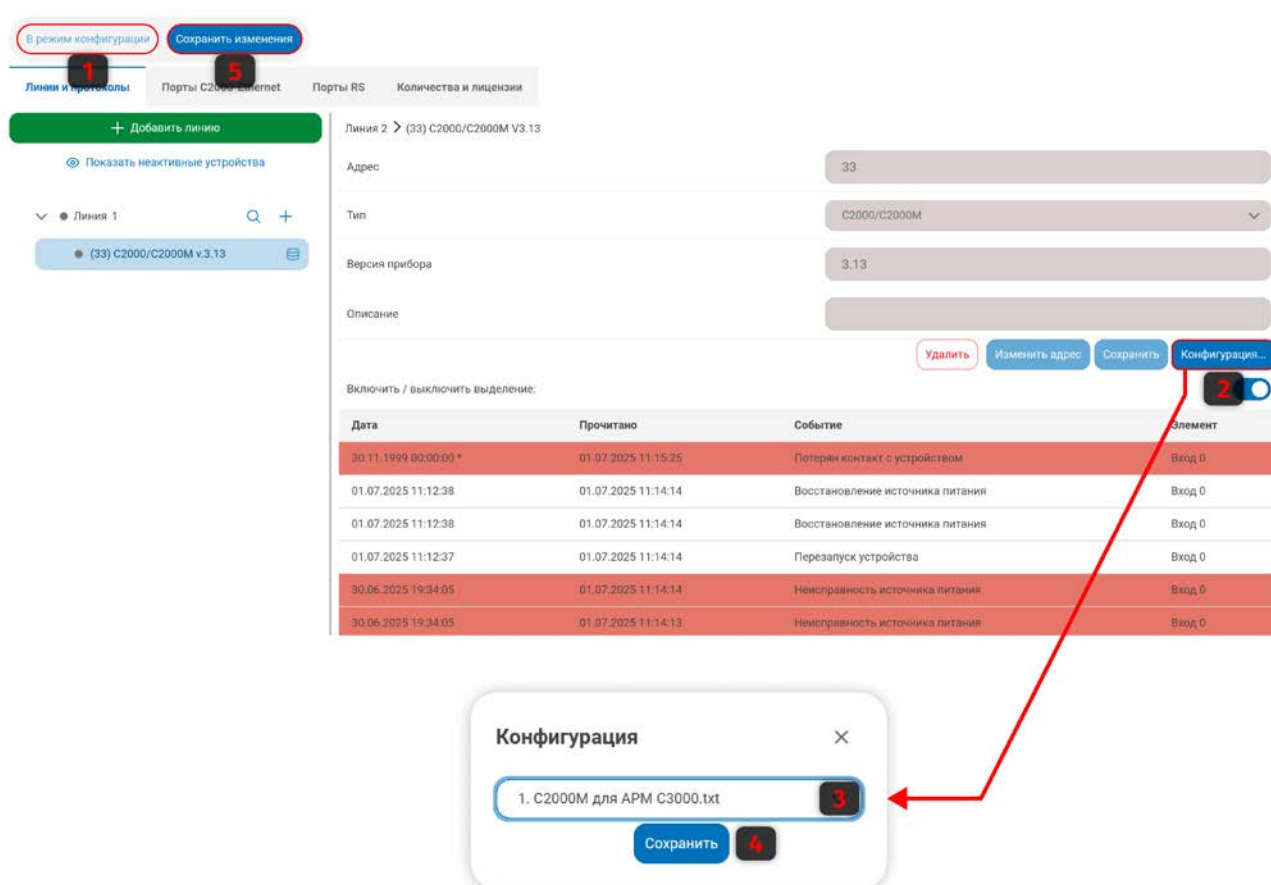 В режим конфигурации Сохранить изменения
1 5
Линии и протоколы Порты С2000-Ethernet Порты RS Количества и лицензии
+ Добавить линию
Линия 2 > (33) С2000/С2000М V3.13
Показать неактивные устройства
Адрес 33
Линия 1
Тип С2000/С2000М
(33) С2000/С2000М v.3.13
Версия прибора 3.13
Описание
Удалить Изменить адрес Сохранить Конфигурация...
Включить / выключить выделение: 2
Дата Прочитано Событие Элемент
30.11.1999 00:00:00 * 01.07.2025 11:15:25 Потерян контакт с устройством Вход 0
01.07.2025 11:12:38 01.07.2025 11:14:14 Восстановление источника питания Вход 0
01.07.2025 11:12:38 01.07.2025 11:14:14 Восстановление источника питания Вход 0
01.07.2025 11:12:37 01.07.2025 11:14:14 Перезапуск устройства Вход 0
30.06.2025 19:34:05 01.07.2025 11:14:14 Неисправность источника питания Вход 0
30.06.2025 19:34:05 01.07.2025 11:14:13 Неисправность источника питания Вход 0
Конфигурация
1. С2000М для АРМ С3000.txt 3
Сохранить 4